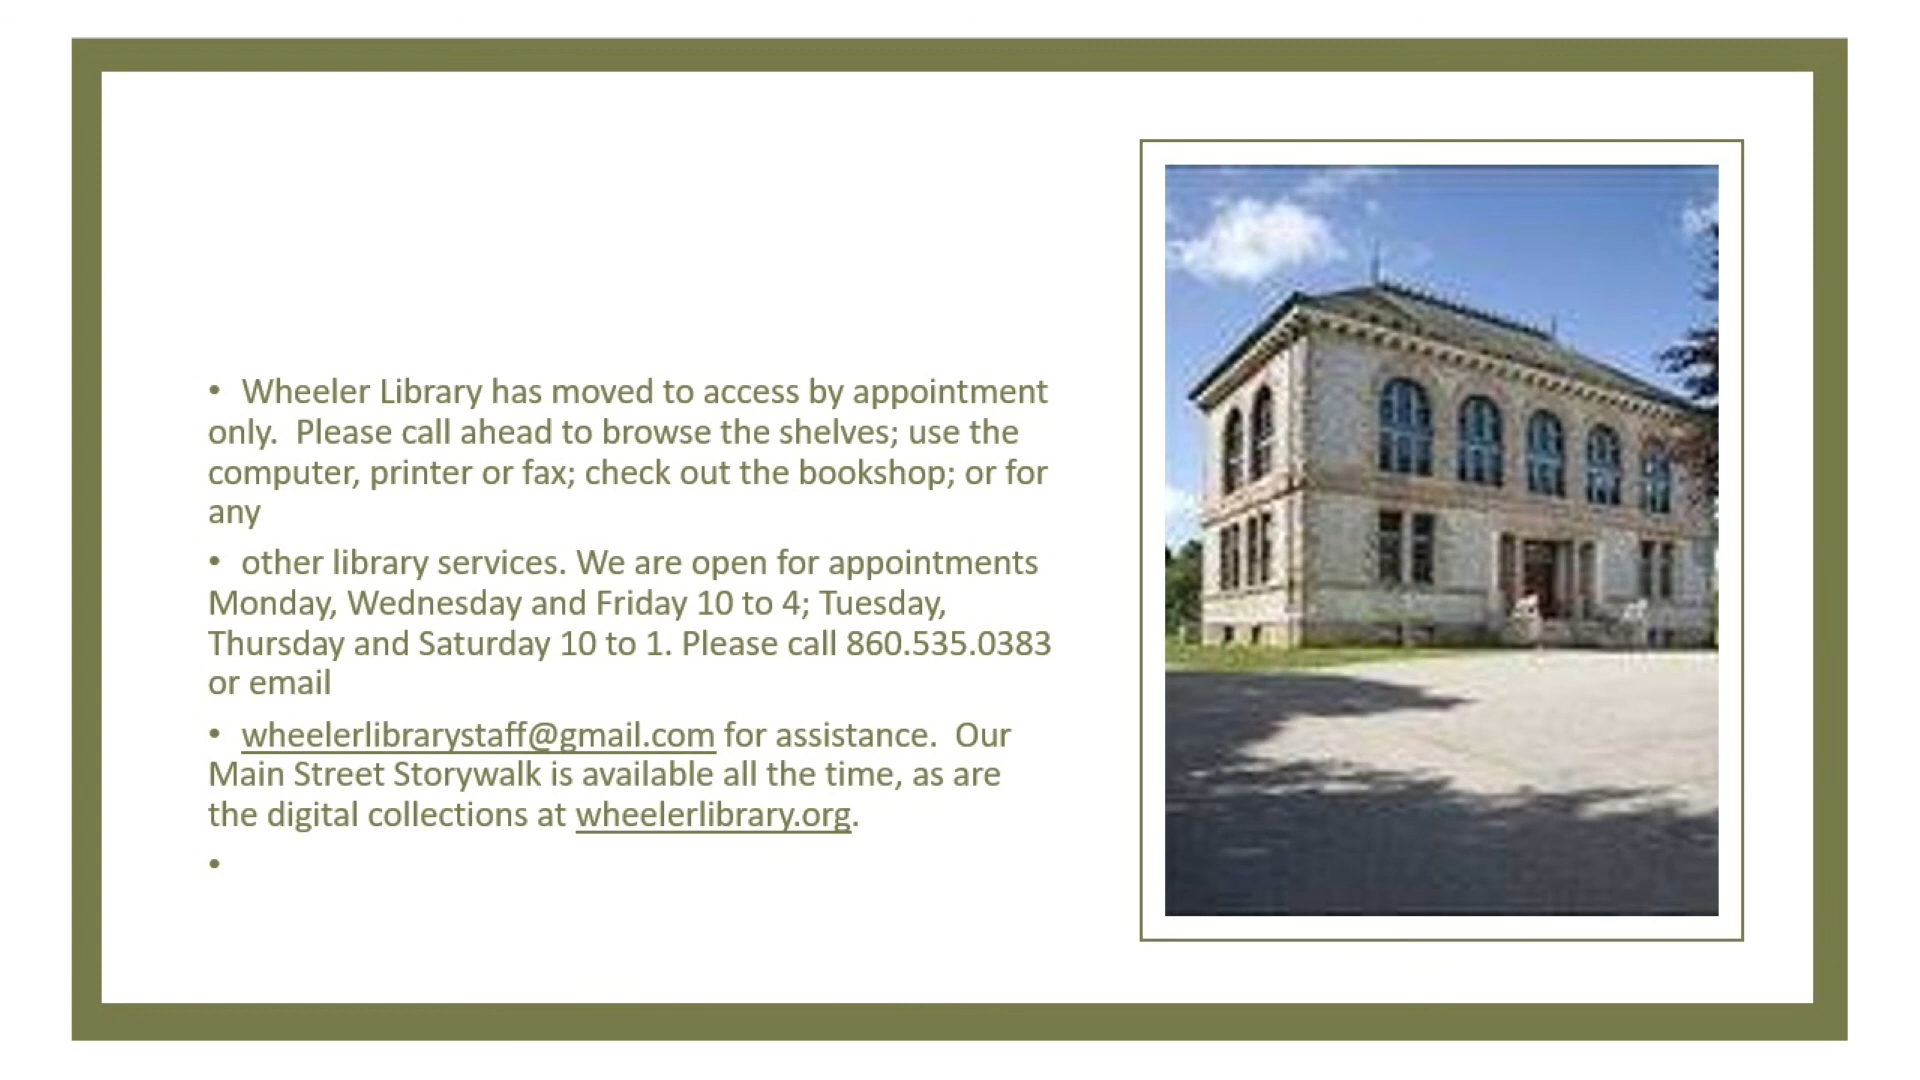 • Wheeler Library has moved to access by appointment
only.  Please call ahead to browse the shelves; use the
computer, printer or fax; check out the bookshop; or for
any
• other library services. We are open for appointments
Monday, Wednesday and Friday 10 to 4; Tuesday,
Thursday and Saturday 10 to 1. Please call 860.535.0383
or email
• wheelerlibrarystaff@gmail.com for assistance.  Our
Main Street Storywalk is available all the time, as are
the digital collections at wheelerlibrary.org.
•